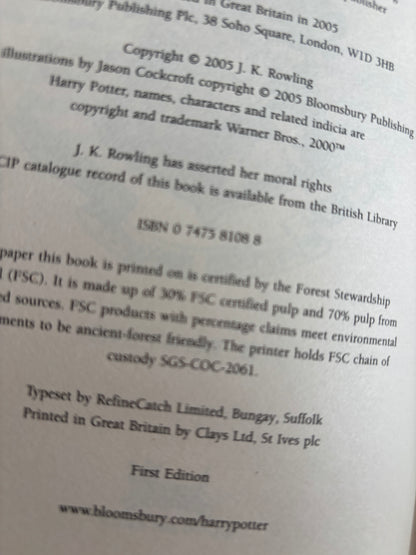 in Great Britain in 2005
Publishing Plc, 38 Soho Square, London, W1D 3HB
Copyright © 2005 J. K. Rowling
illustrations by Jason Cockcroft copyright © 2005 Bloomsbury Publishing
Harry Potter, names, characters and related indicia are
copyright and trademark Warner Bros., 2000™
J. K. Rowling has asserted her moral rights
CIP catalogue record of this book is available from the British Library
ISBN 0 7475 8108 8
paper this book is printed on is certified by the Forest Stewardship
(FSC). It is made up of 30% FSC certified pulp and 70% pulp from
sources. FSC products with percentage claims meet environmental
ments to be ancient-forest friendly. The printer holds FSC chain of
custody SGS-COC-2061.
Typeset by RefineCatch Limited, Bungay, Suffolk
Printed in Great Britain by Clays Ltd, St Ives plc
First Edition
www.bloomsbury.com/harrypotter